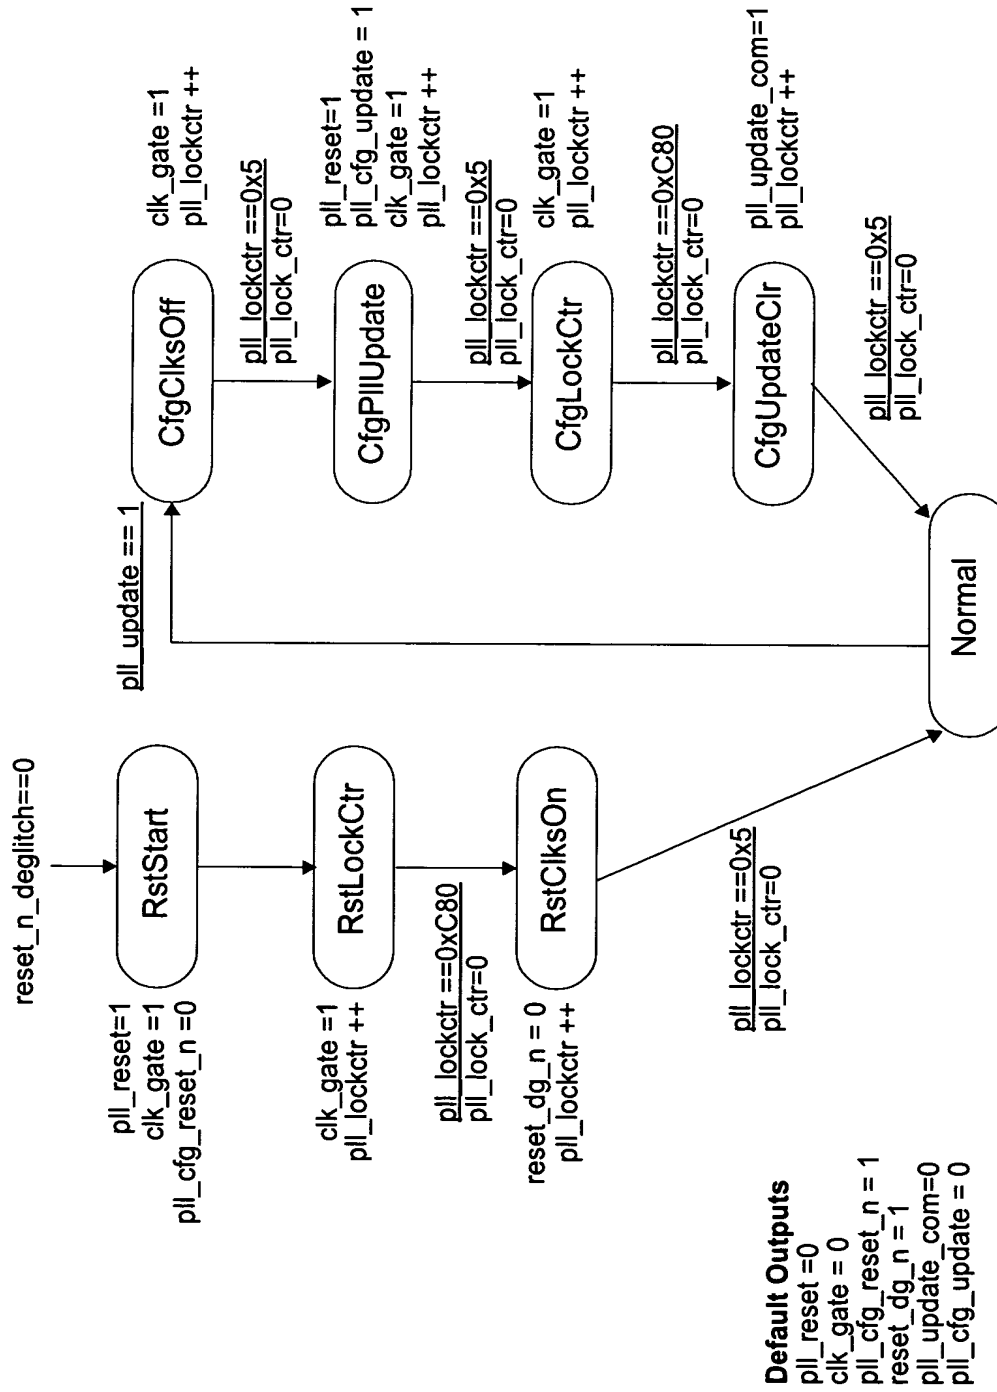 reset_n_deglitch==0
pll_reset=1
clk_gate =1
pll_cfg_reset_n =0
RstStart
clk_gate =1
pll_lockctr ++
RstLockCtr
pll_lockctr ==0xC80
pll_lock_ctr=0
reset_dg_n = 0
pll_lockctr ++
RstClksOn
pll_lockctr ==0x5
pll_lock_ctr=0
Normal
pll_update == 1
CfgClksOff
clk_gate =1
pll_lockctr ++
pll_lockctr ==0x5
pll_lock_ctr=0
CfgPllUpdate
pll_reset=1
pll_cfg_update = 1
clk_gate =1
pll_lockctr ++
pll_lockctr ==0x5
pll_lock_ctr=0
CfgLockCtr
clk_gate =1
pll_lockctr ++
pll_lockctr ==0xC80
pll_lock_ctr=0
CfgUpdateClr
pll_update_com=1
pll_lockctr ++
pll_lockctr ==0x5
pll_lock_ctr=0
Default Outputs
pll_reset =0
clk_gate = 0
pll_cfg_reset_n = 1
reset_dg_n = 1
pll_update_com=0
pll_cfg_update = 0